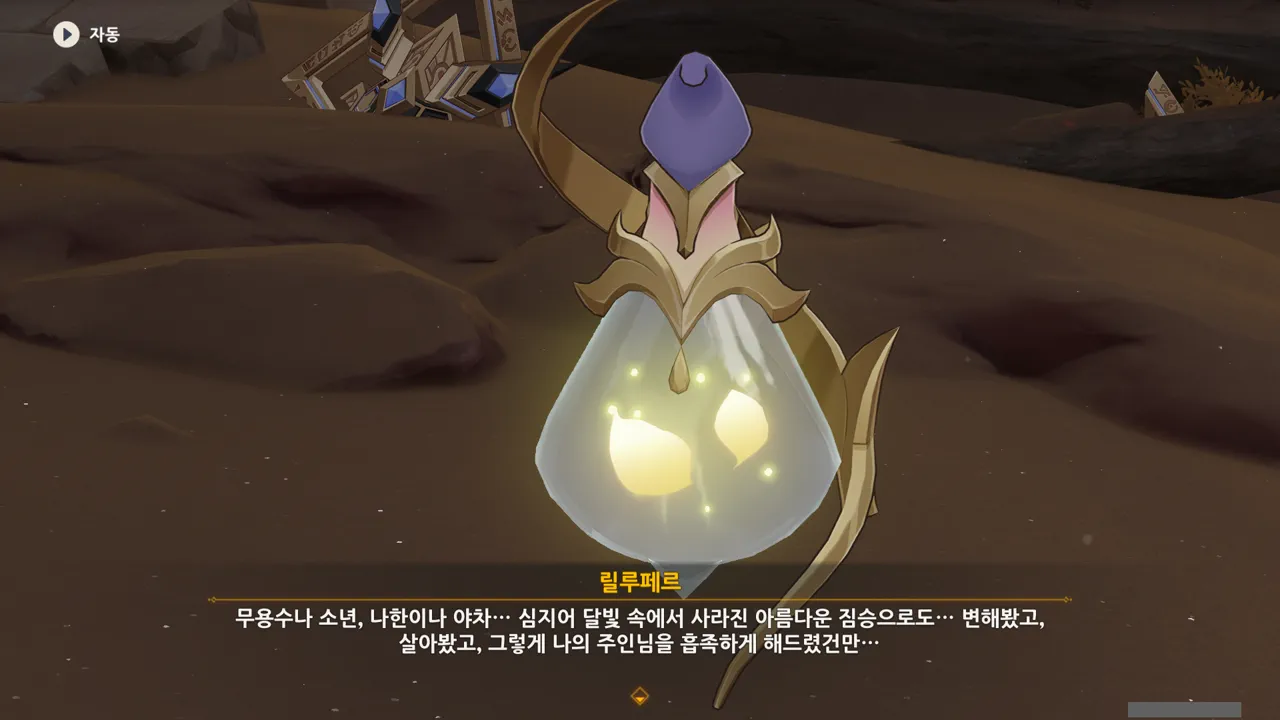 자동
릴루페르
무용수나 소년, 나한이나 야차… 심지어 달빛 속에서 사라진 아름다운 짐승으로도… 변해봤고,
살아봤고, 그렇게 나의 주인님을 흡족하게 해드렸건만…